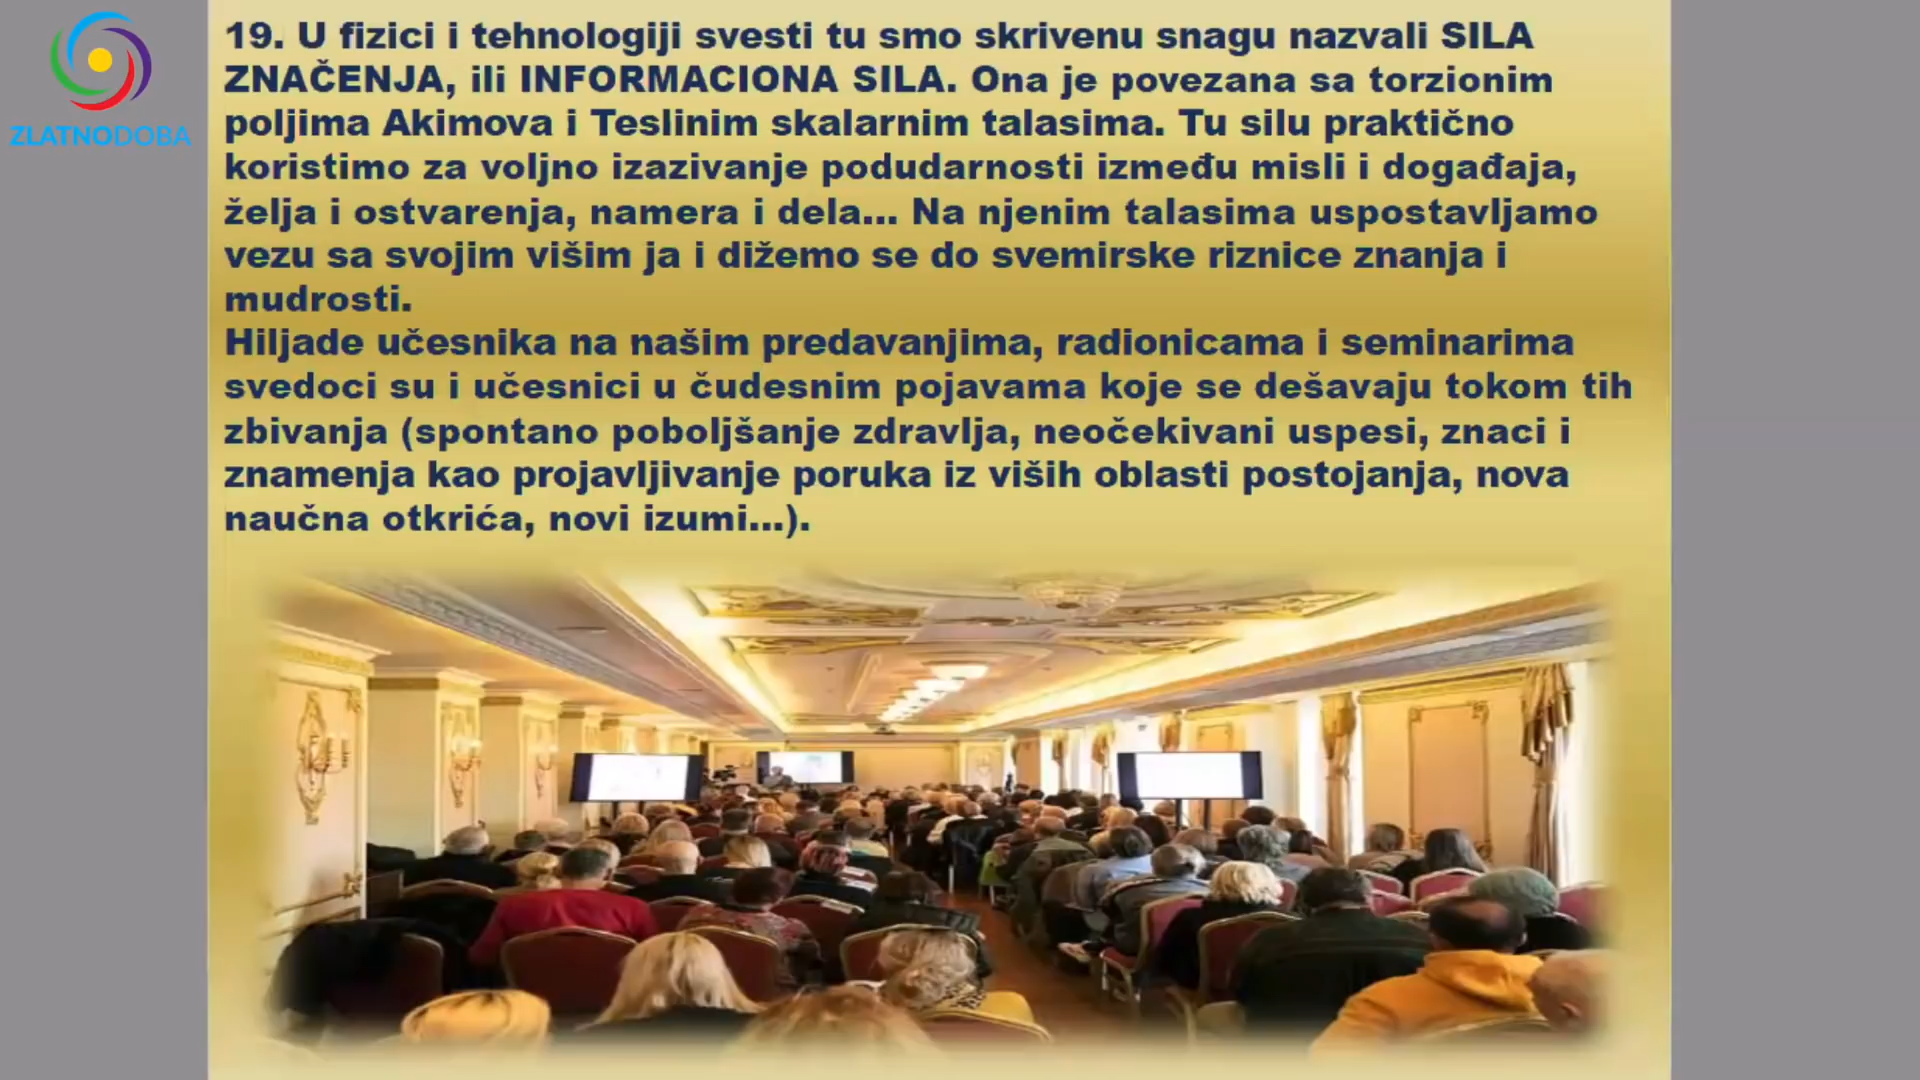 19. U fizici i tehnologiji svesti tu smo skrivenu snagu nazvali SILA
ZNAČENJA, ili INFORMACIONA SILA. Ona je povezana sa torzionim
poljima Akimova i Teslinim skalarnim talasima. Tu silu praktično
koristimo za voljno izazivanje podudarnosti između misli i događaja,
želja i ostvarenja, namera i dela... Na njenim talasima uspostavljamo
vezu sa svojim višim ja i dižemo se do svemirske riznice znanja i
mudrosti.
Hiljade učesnika na našim predavanjima, radionicama i seminarima
svedoci su i učesnici u čudesnim pojavama koje se dešavaju tokom tih
zbivanja (spontano poboljšanje zdravlja, neočekivani uspesi, znaci i
znamenja kao projavljivanje poruka iz viših oblasti postojanja, nova
naučna otkrića, novi izumi...).
ZLATNODOBA